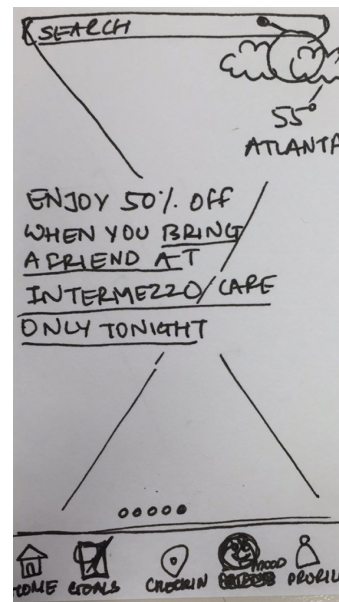 SEARCH
55°
ATLANTA
ENJOY 50% OFF
WHEN YOU BRING
A FRIEND AT
INTERMEZZO CAFE
ONLY TONIGHT
HOME GOALS CHECKIN MOOD PROFILE